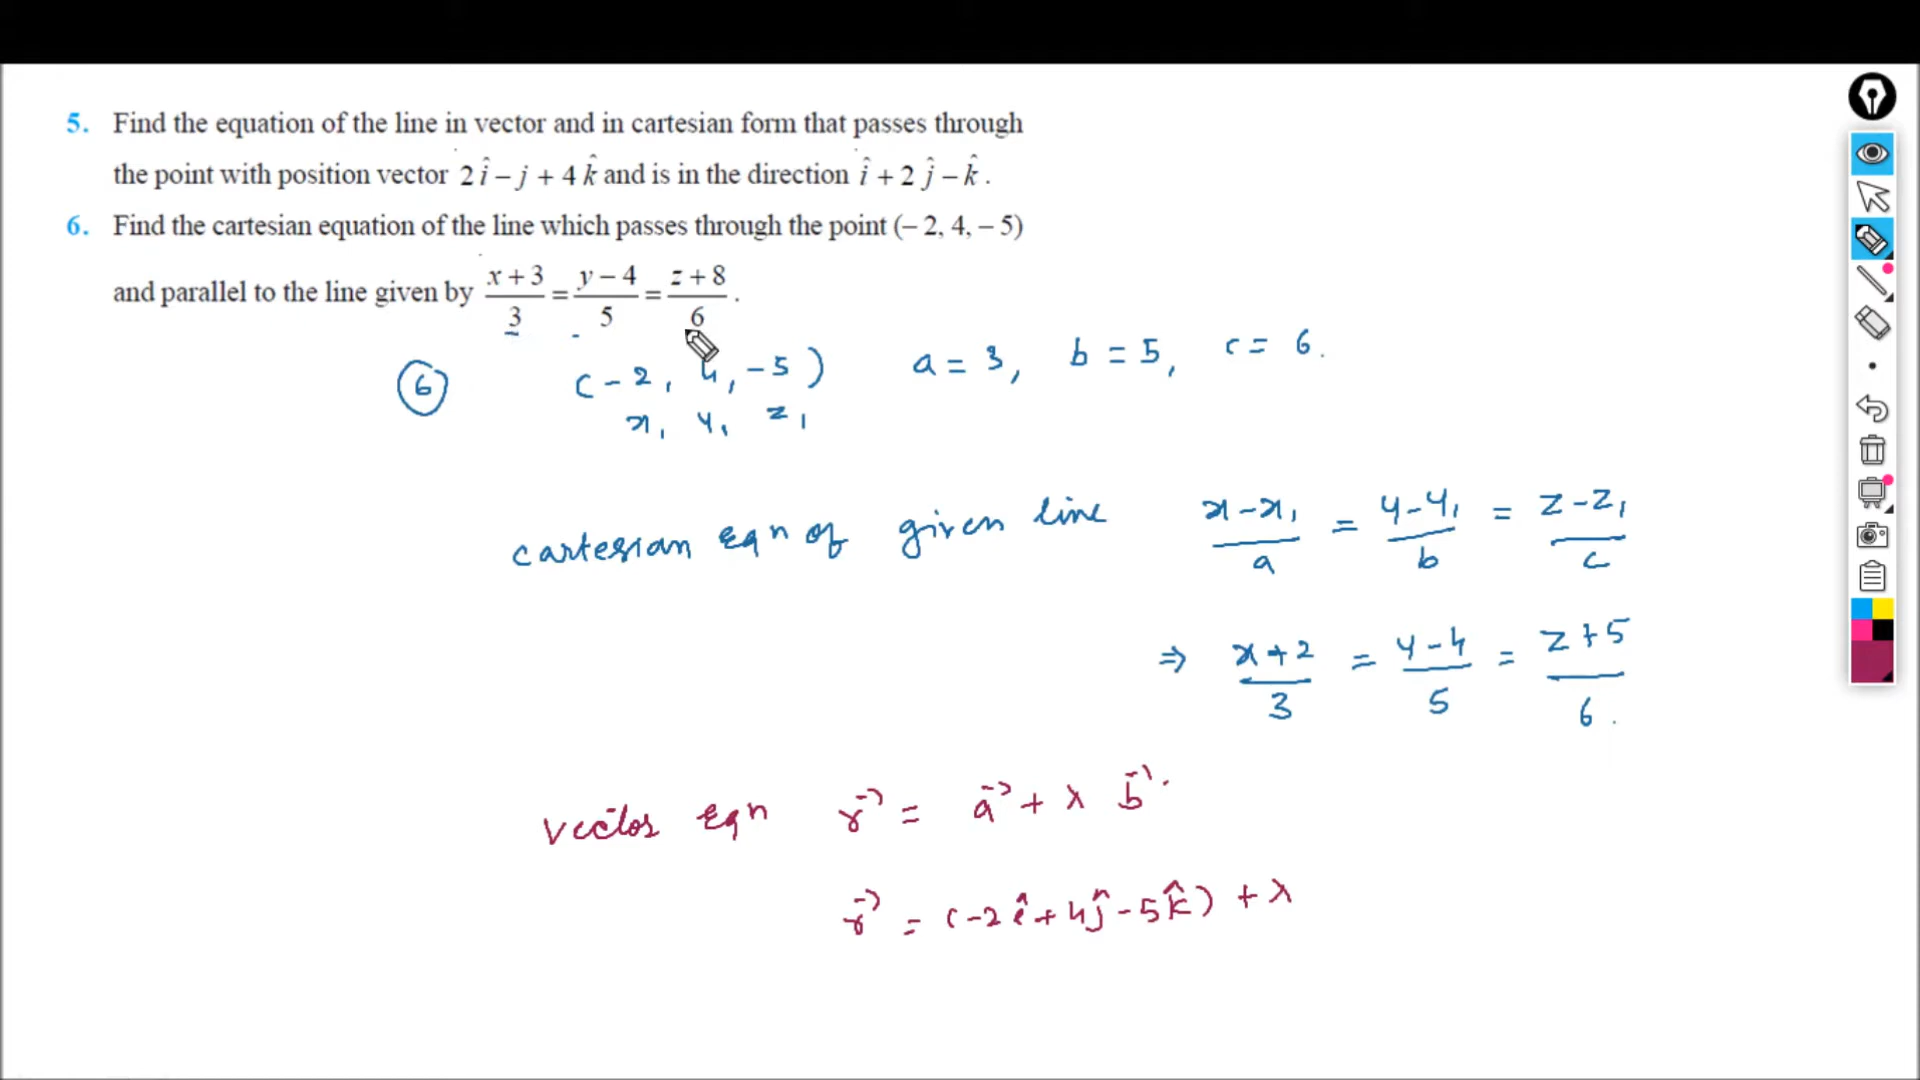 5. Find the equation of the line in vector and in cartesian form that passes through
the point with position vector 2 î − j + 4 k̂ and is in the direction î + 2 ĵ − k̂ .
6. Find the cartesian equation of the line which passes through the point (– 2, 4, – 5)
and parallel to the line given by (x + 3)/3 = (y − 4)/5 = (z + 8)/6 .
6 (-2, 4, -5) a = 3, b = 5, c = 6.
x₁ y₁ z₁
cartesian eqn of given line (x - x₁)/a = (y - y₁)/b = (z - z₁)/c
⇒ (x + 2)/3 = (y - 4)/5 = (z + 5)/6 .
Vector eqn r⃗ = a⃗ + λ b⃗ .
r⃗ = (-2î + 4ĵ - 5k̂) + λ